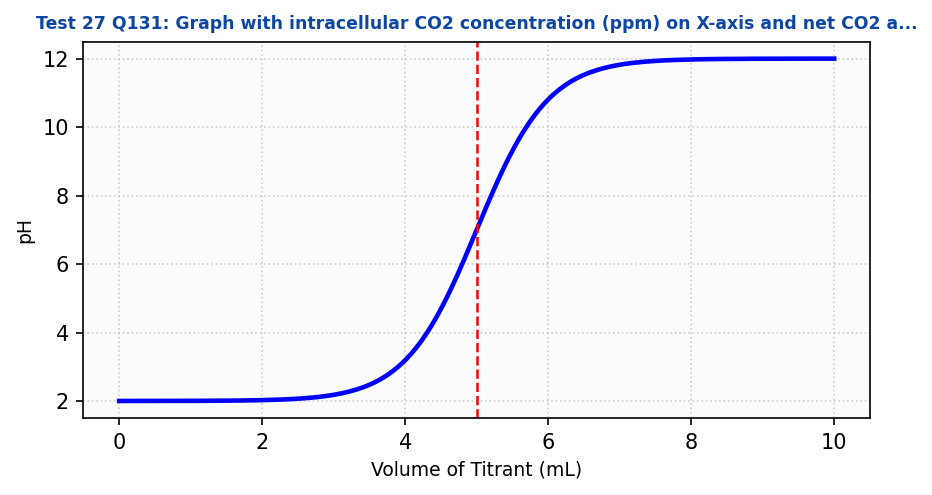 Test 27 Q131: Graph with intracellular CO2 concentration (ppm) on X-axis and net CO2 a...
12
10
8
6
4
2
pH
0 2 4 6 8 10
Volume of Titrant (mL)